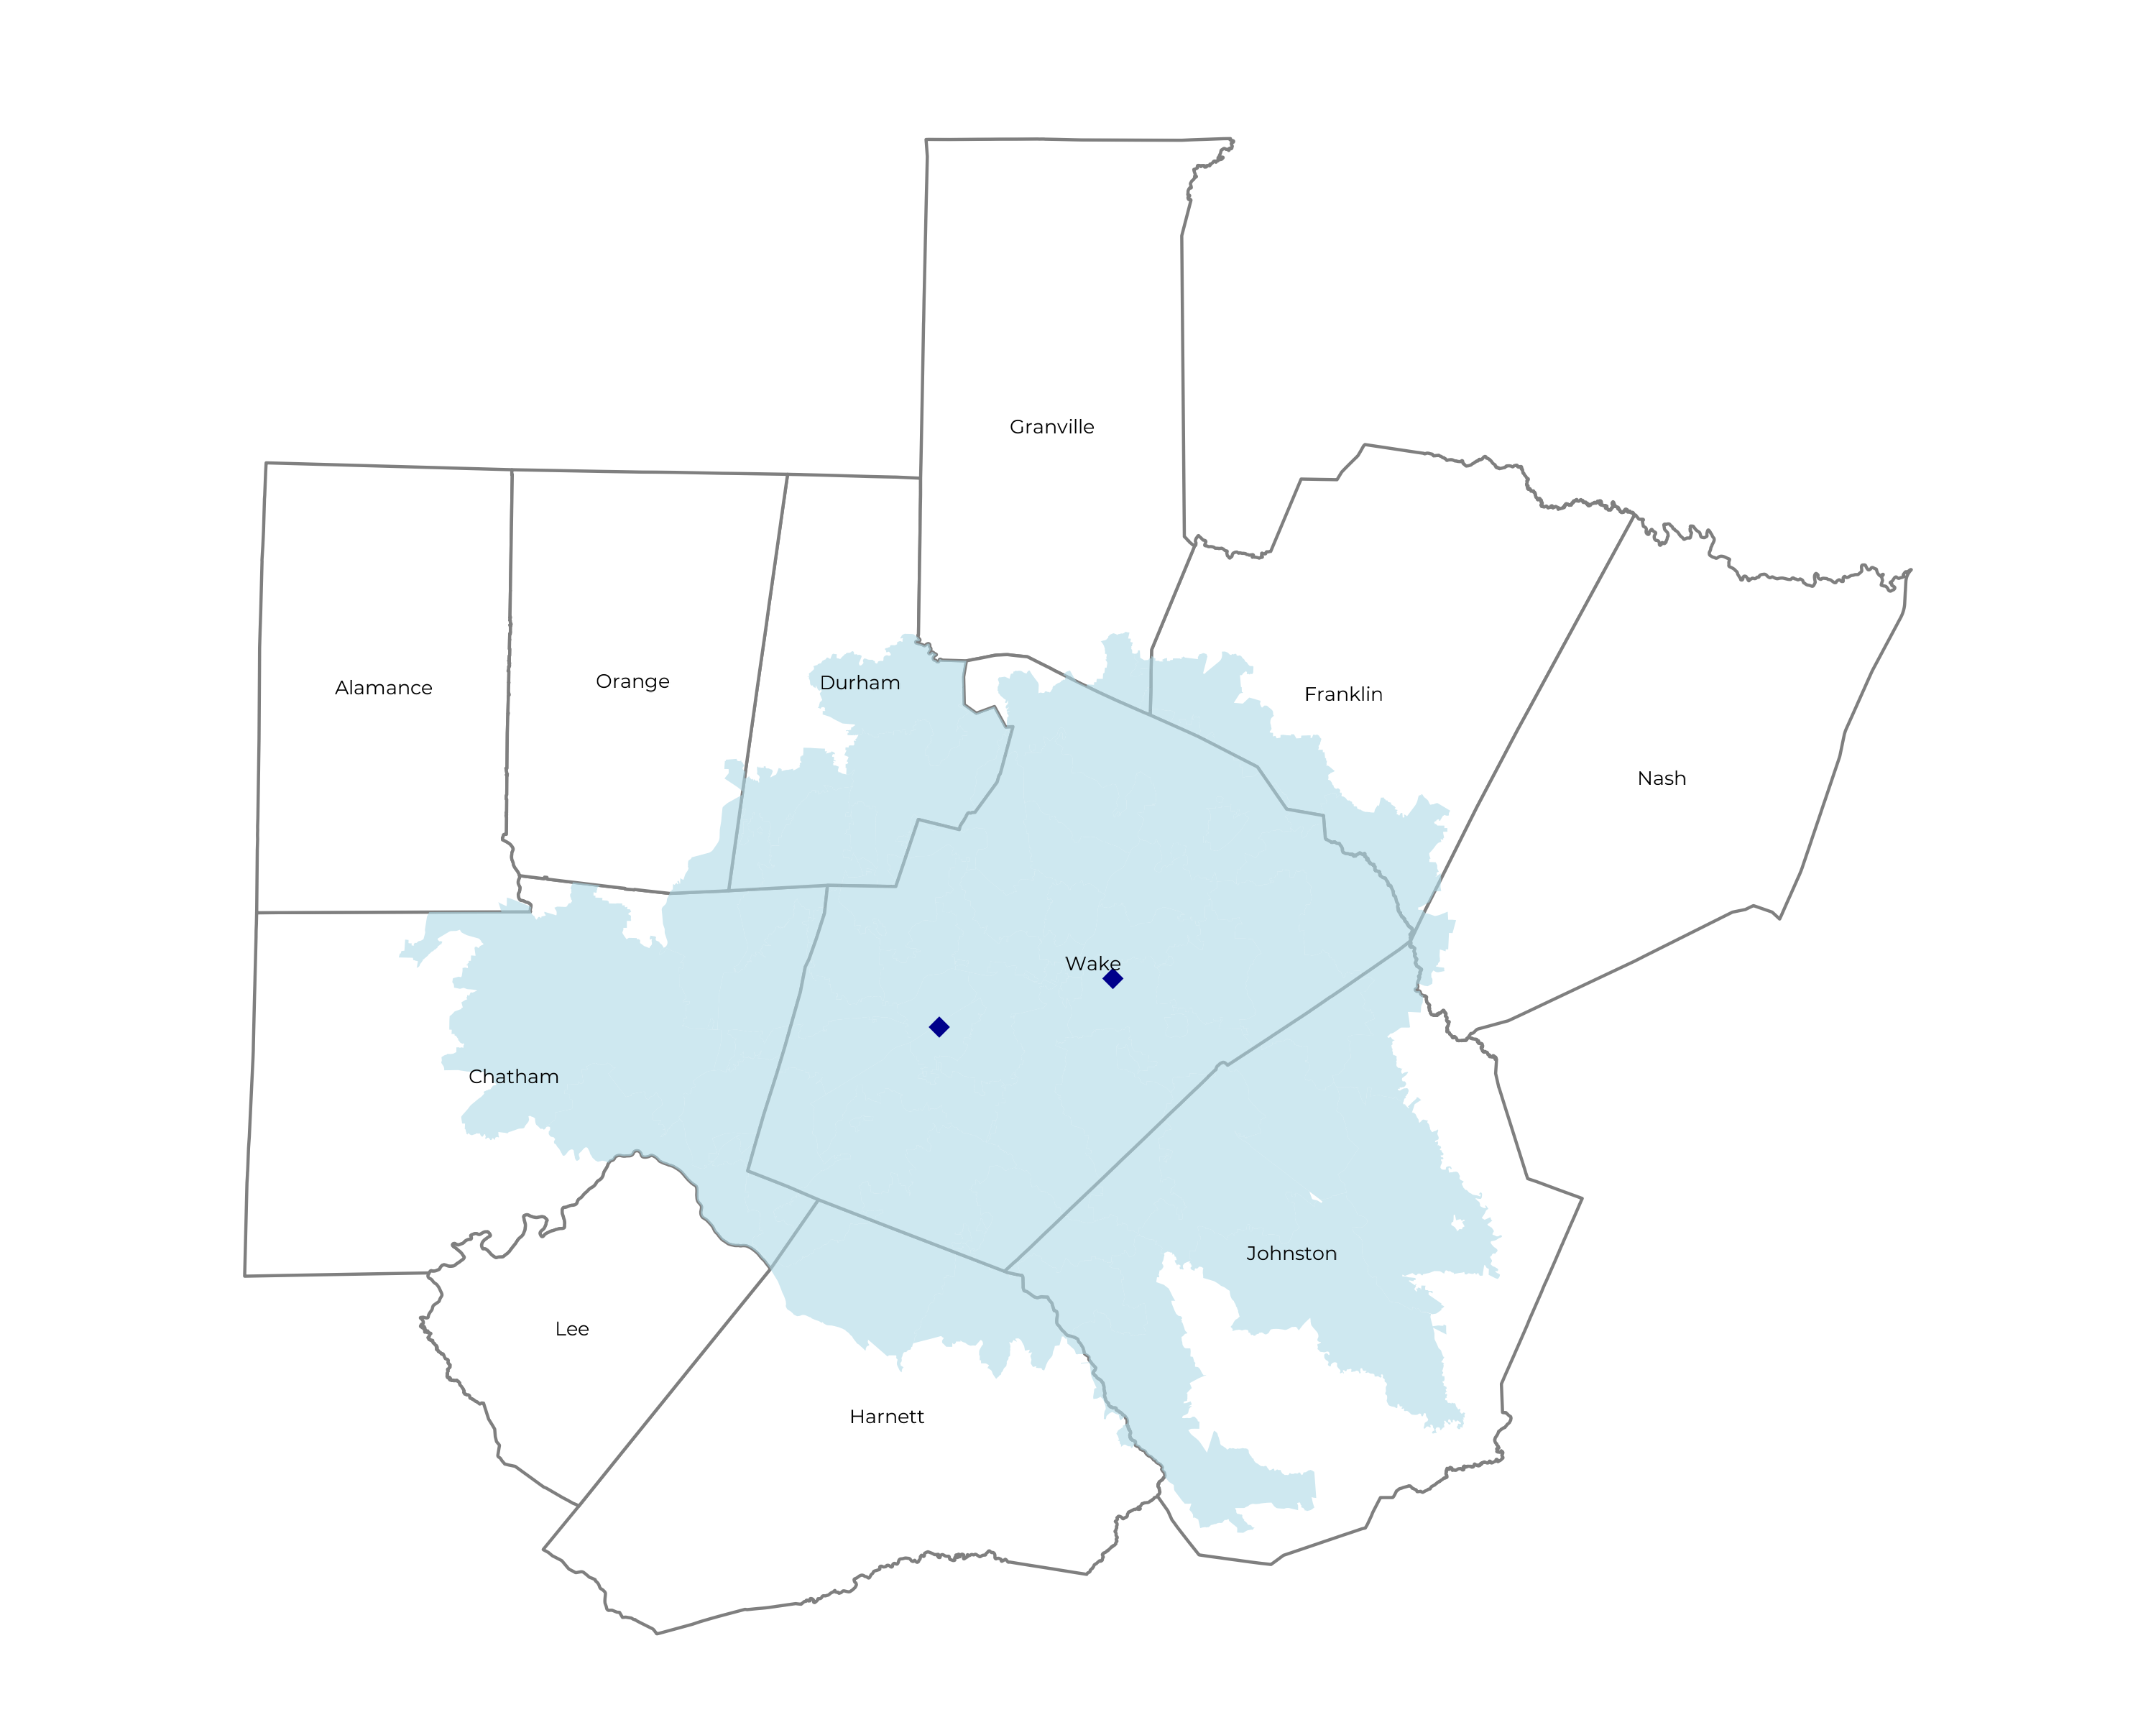 Granville
Alamance
Orange
Durham
Franklin
Nash
Wake
Chatham
Johnston
Lee
Harnett